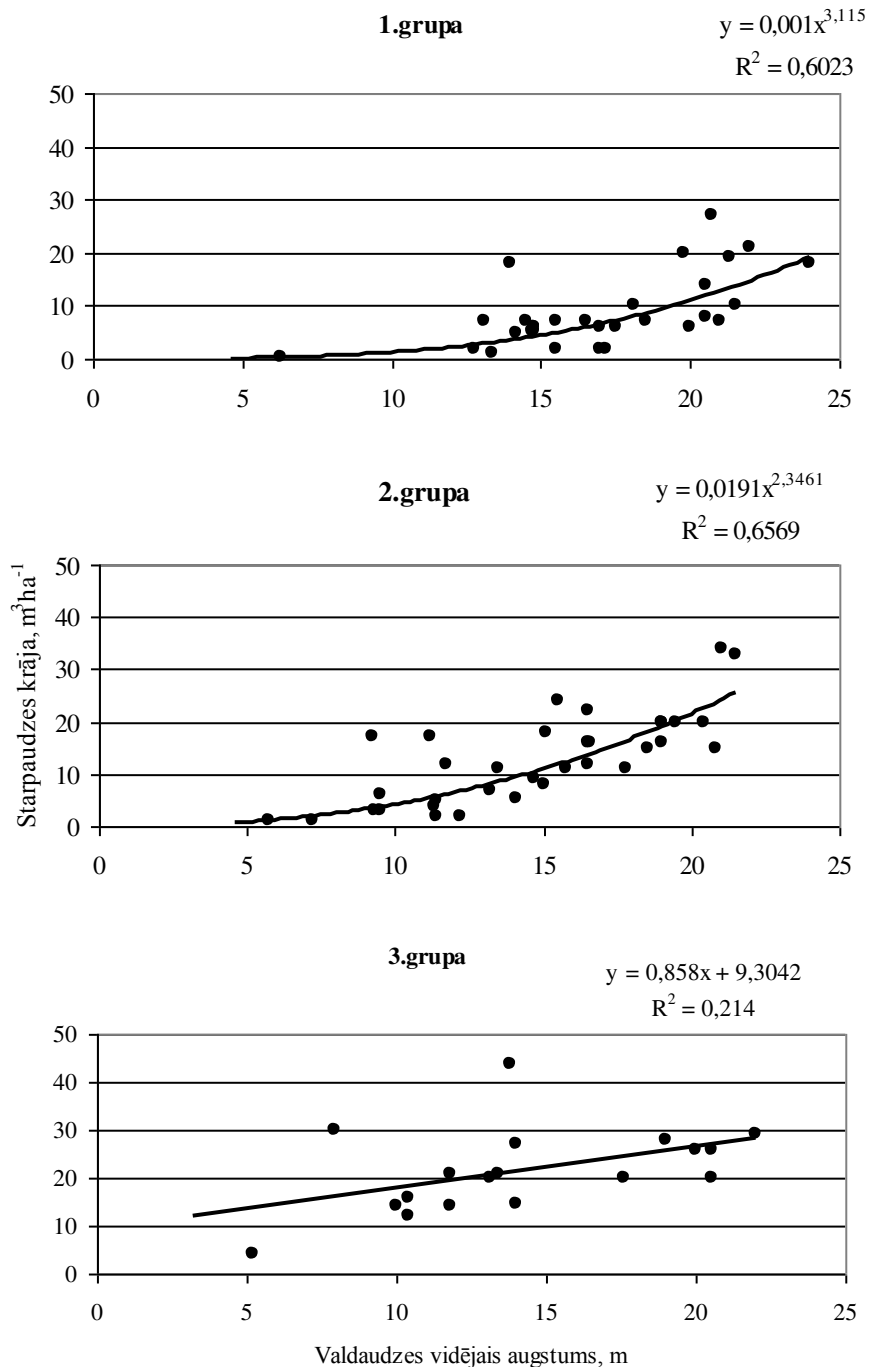 1.grupa
y = 0,001x^3,115
R² = 0,6023
50
40
30
20
10
0
0 5 10 15 20 25
2.grupa
y = 0,0191x^2,3461
R² = 0,6569
Starpaudzes krāja, m³ha⁻¹
50
40
30
20
10
0
0 5 10 15 20 25
3.grupa
y = 0,858x + 9,3042
R² = 0,214
50
40
30
20
10
0
0 5 10 15 20 25
Valdaudzes vidējais augstums, m